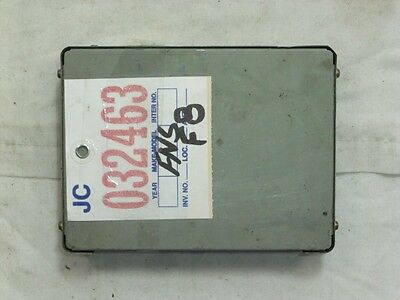 JC
032463
YEAR MAKE-MODEL INTER NO.
INV. NO. LOC.
F8